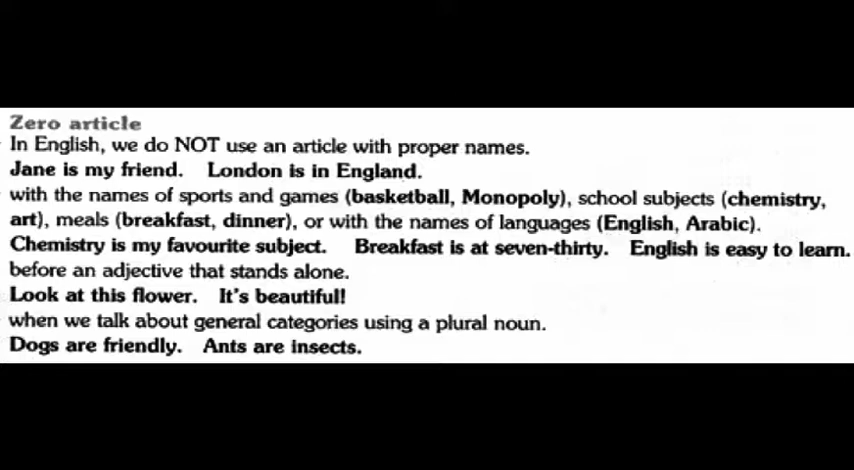 Zero article
In English, we do NOT use an article with proper names.
Jane is my friend. London is in England.
with the names of sports and games (basketball, Monopoly), school subjects (chemistry,
art), meals (breakfast, dinner), or with the names of languages (English, Arabic).
Chemistry is my favourite subject. Breakfast is at seven-thirty. English is easy to learn.
before an adjective that stands alone.
Look at this flower. It's beautiful!
when we talk about general categories using a plural noun.
Dogs are friendly. Ants are insects.